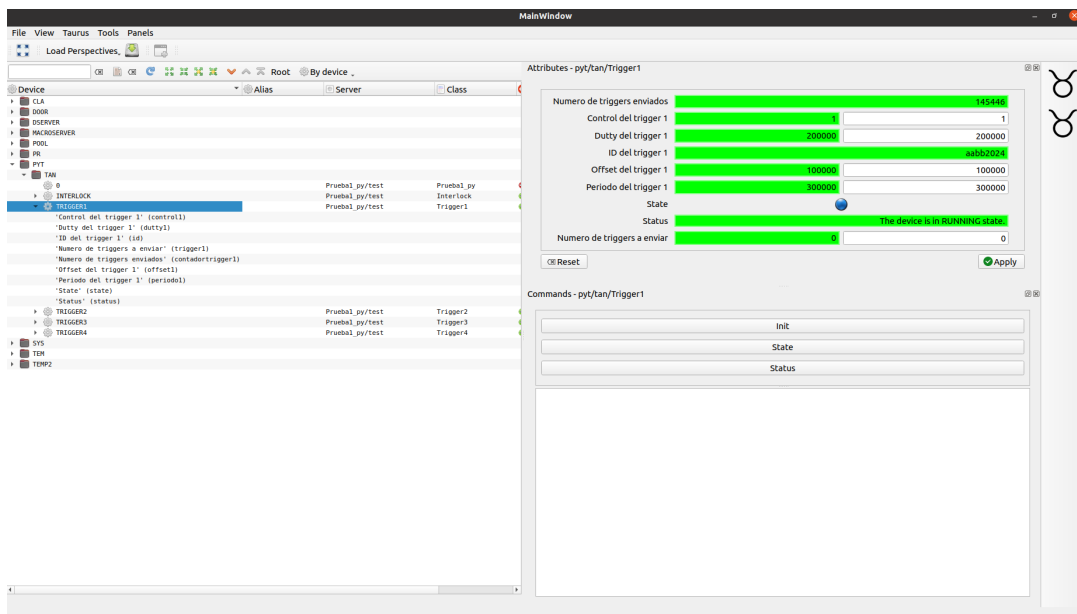 MainWindow
File View Taurus Tools Panels
Load Perspectives
Root By device
Device Alias Server Class
CLA
DOOR
DSERVER
MACROSERVER
POOL
PR
PYT
TAN
0 Prueba1_py/test Prueba1_py
INTERLOCK Prueba1_py/test Interlock
TRIGGER1 Prueba1_py/test Trigger1
'Control del trigger 1' (control1)
'Dutty del trigger 1' (dutty1)
'ID del trigger 1' (id)
'Numero de triggers a enviar' (trigger1)
'Numero de triggers enviados' (contadortrigger1)
'Offset del trigger 1' (offset1)
'Periodo del trigger 1' (periodo1)
'State' (state)
'Status' (status)
TRIGGER2 Prueba1_py/test Trigger2
TRIGGER3 Prueba1_py/test Trigger3
TRIGGER4 Prueba1_py/test Trigger4
SYS
TEM
TEMP2
Attributes - pyt/tan/Trigger1
Numero de triggers enviados 145446
Control del trigger 1 1 1
Dutty del trigger 1 200000 200000
ID del trigger 1 aabb2024
Offset del trigger 1 100000 100000
Periodo del trigger 1 300000 300000
State
Status The device is in RUNNING state.
Numero de triggers a enviar 0 0
Reset Apply
Commands - pyt/tan/Trigger1
Init
State
Status